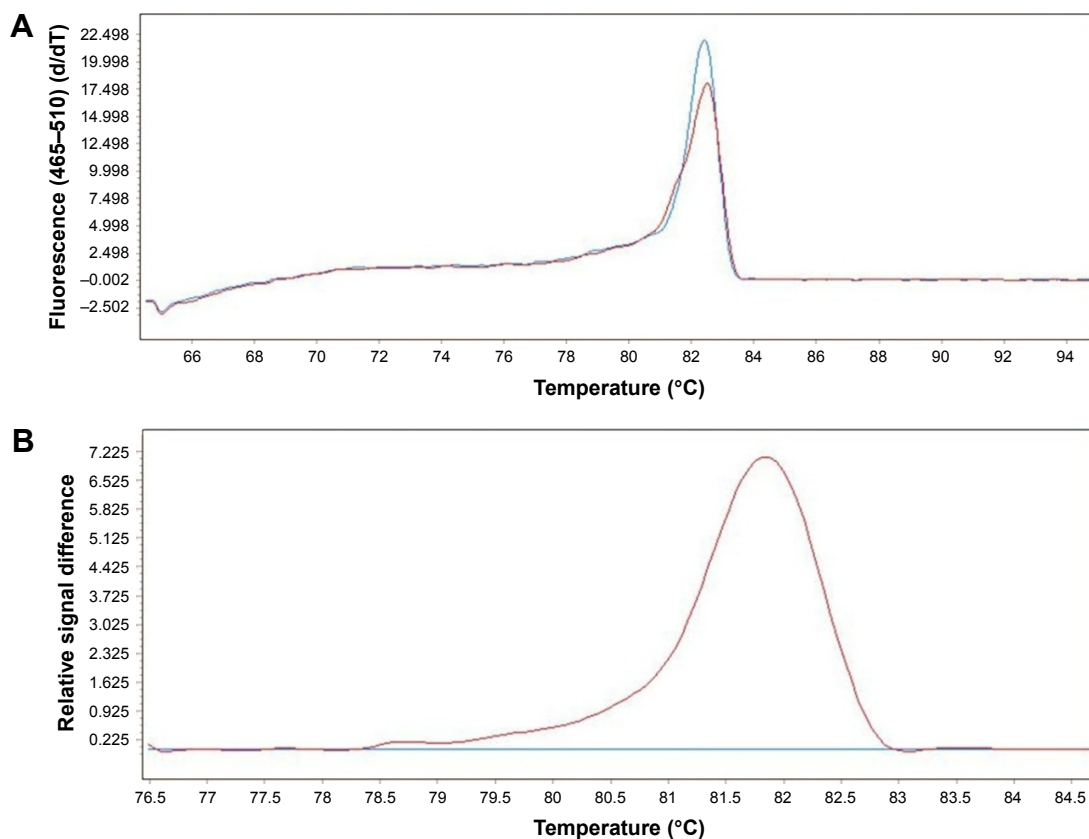 A
Fluorescence (465–510) (d/dT)
22.498
19.998
17.498
14.998
12.498
9.998
7.498
4.998
2.498
–0.002
–2.502
66 68 70 72 74 76 78 80 82 84 86 88 90 92 94
Temperature (°C)
B
Relative signal difference
7.225
6.525
5.825
5.125
4.425
3.725
3.025
2.325
1.625
0.925
0.225
76.5 77 77.5 78 78.5 79 79.5 80 80.5 81 81.5 82 82.5 83 83.5 84 84.5
Temperature (°C)